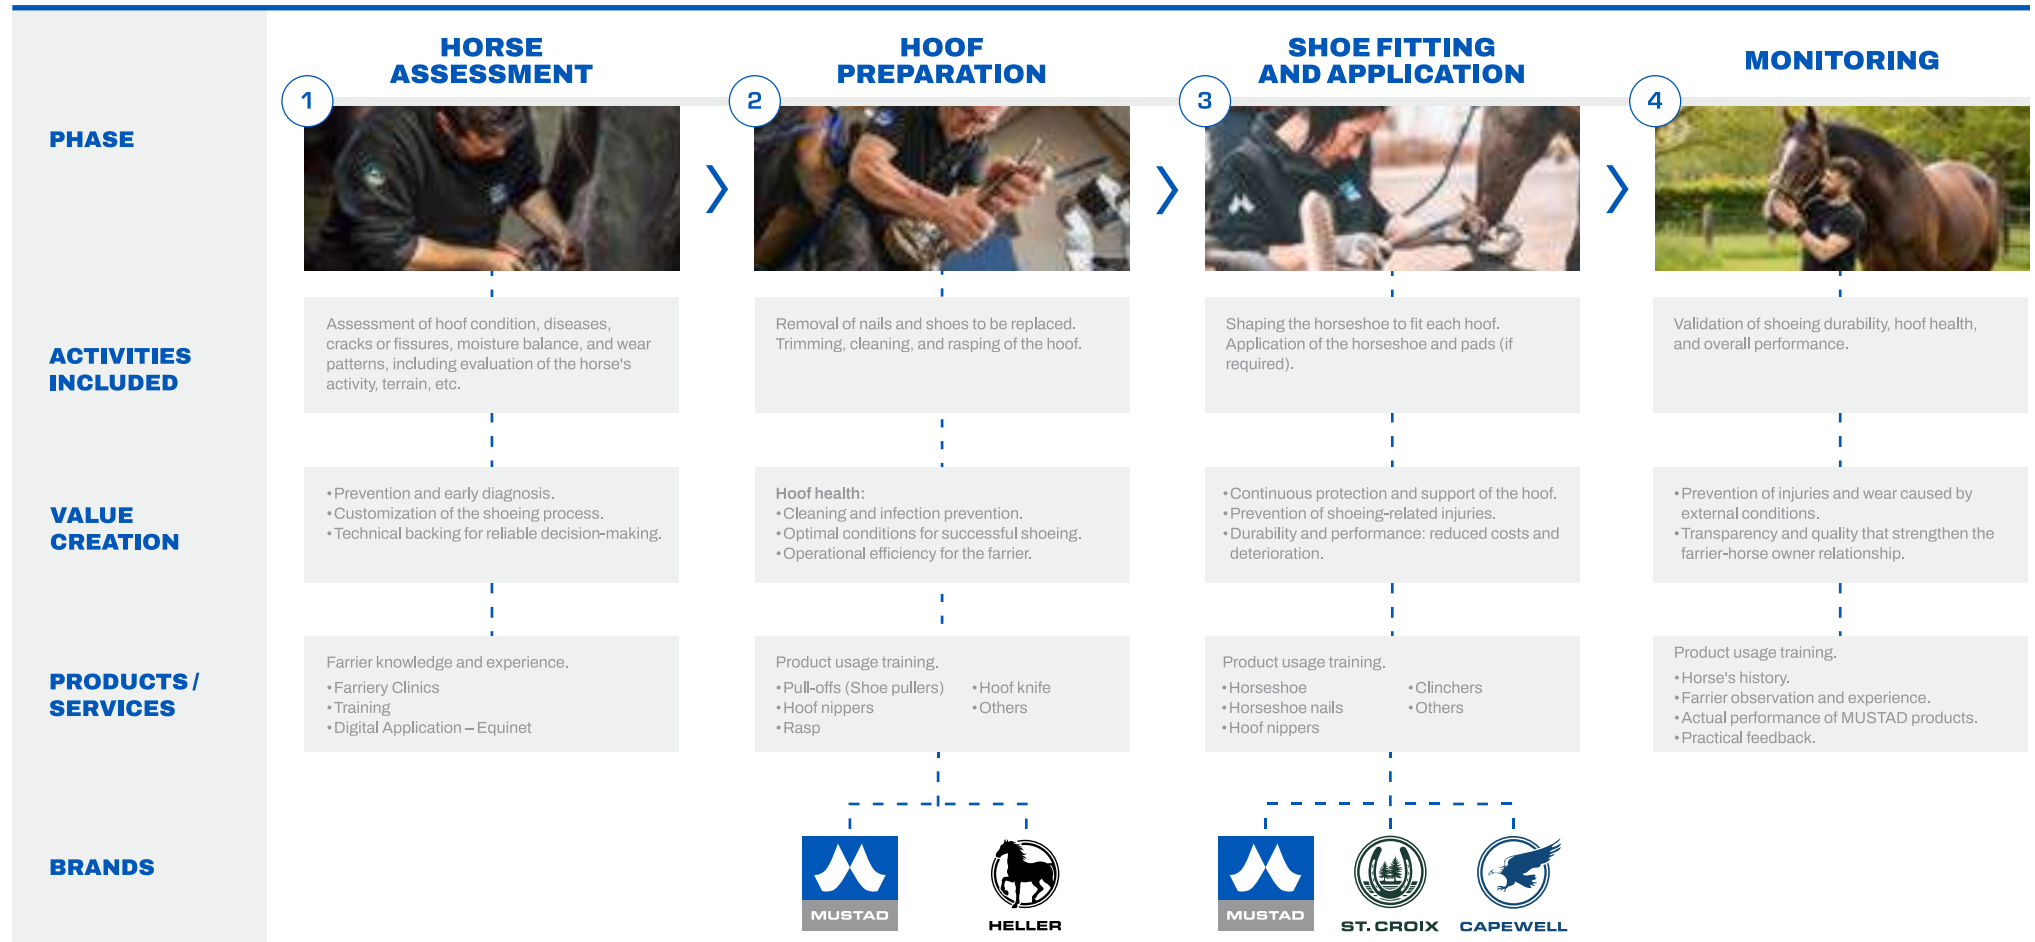 HORSE
ASSESSMENT
HOOF
PREPARATION
SHOE FITTING
AND APPLICATION
MONITORING
1
2
3
4
PHASE
ACTIVITIES
INCLUDED
Assessment of hoof condition, diseases,
cracks or fissures, moisture balance, and wear
patterns, including evaluation of the horse's
activity, terrain, etc.
Removal of nails and shoes to be replaced.
Trimming, cleaning, and rasping of the hoof.
Shaping the horseshoe to fit each hoof.
Application of the horseshoe and pads (if
required).
Validation of shoeing durability, hoof health,
and overall performance.
VALUE
CREATION
•Prevention and early diagnosis.
•Customization of the shoeing process.
•Technical backing for reliable decision-making.
Hoof health:
•Cleaning and infection prevention.
•Optimal conditions for successful shoeing.
•Operational efficiency for the farrier.
•Continuous protection and support of the hoof.
•Prevention of shoeing-related injuries.
•Durability and performance: reduced costs and
deterioration.
•Prevention of injuries and wear caused by
external conditions.
•Transparency and quality that strengthen the
farrier-horse owner relationship.
PRODUCTS/
SERVICES
Farrier knowledge and experience.
•Farriery Clinics
•Training
•Digital Application – Equinet
Product usage training.
•Pull-offs (Shoe pullers)
•Hoof nippers
•Rasp
•Hoof knife
•Others
Product usage training.
•Horseshoe
•Horseshoe nails
•Hoof nippers
•Clinchers
•Others
Product usage training.
•Horse's history.
•Farrier observation and experience.
•Actual performance of MUSTAD products.
•Practical feedback.
BRANDS
MUSTAD
HELLER
MUSTAD
ST. CROIX
CAPEWELL